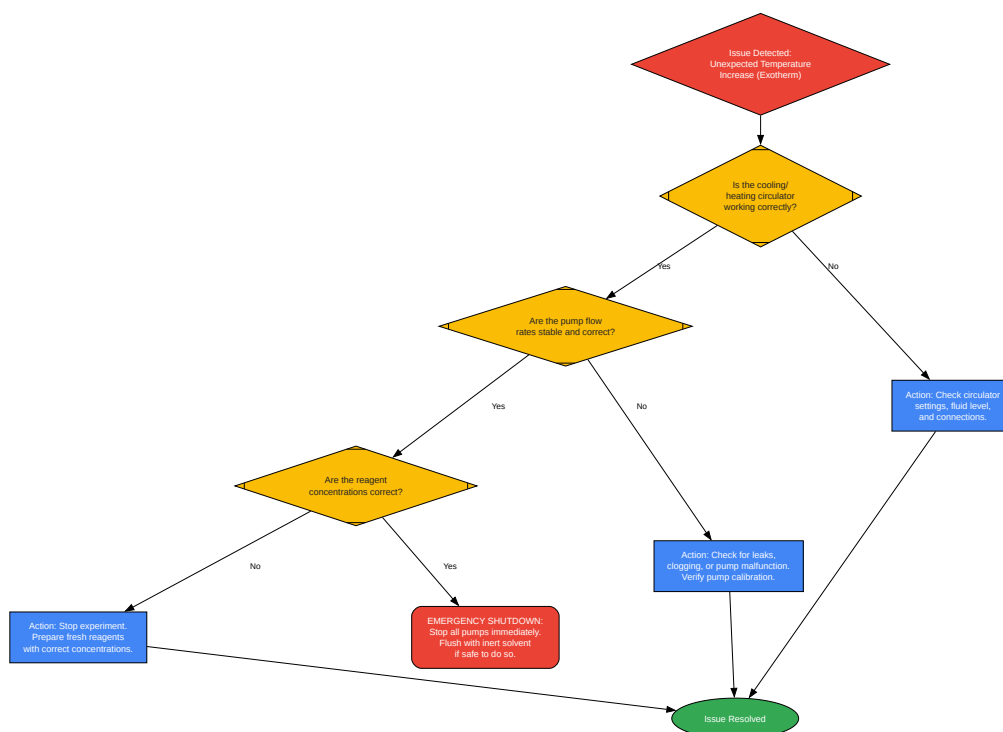 Issue Detected:
Unexpected Temperature
Increase (Exotherm)
Is the cooling/
heating circulator
working correctly?
Yes
No
Are the pump flow
rates stable and correct?
Action: Check circulator
settings, fluid level,
and connections.
Yes
No
Are the reagent
concentrations correct?
Action: Check for leaks,
clogging, or pump malfunction.
Verify pump calibration.
No
Yes
Action: Stop experiment.
Prepare fresh reagents
with correct concentrations.
EMERGENCY SHUTDOWN:
Stop all pumps immediately.
Flush with inert solvent
if safe to do so.
Issue Resolved